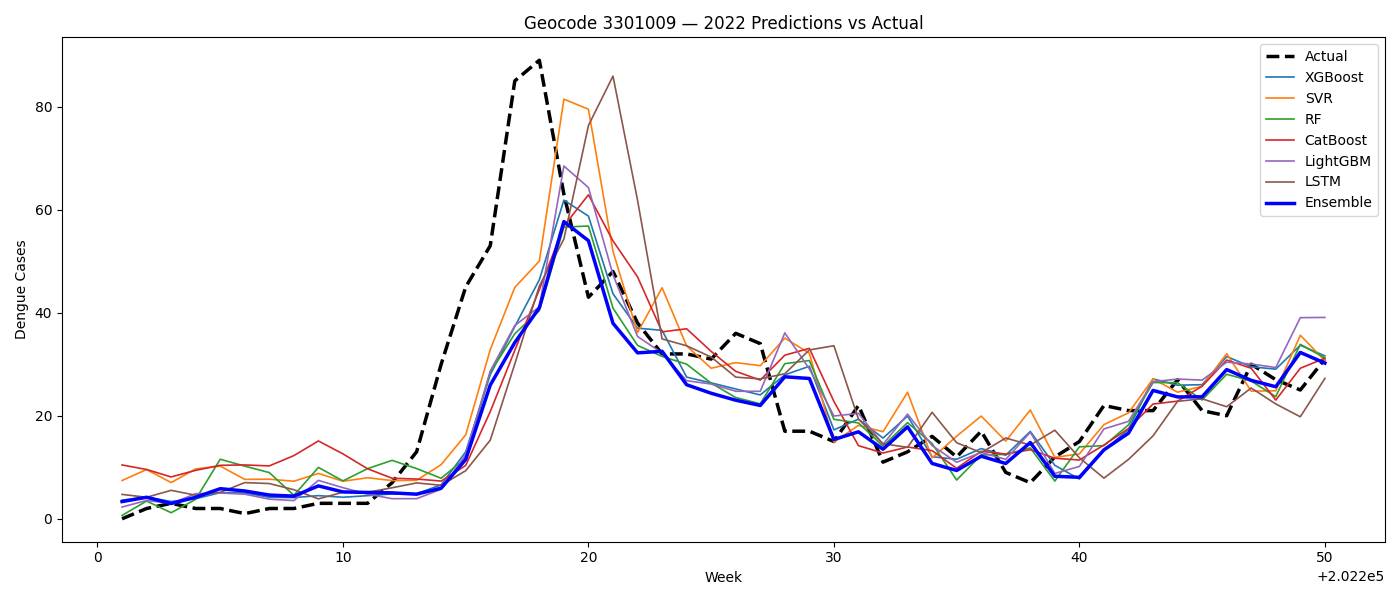 Geocode 3301009 — 2022 Predictions vs Actual
Dengue Cases
80
60
40
20
0
0
10
20
30
40
50
+2.022e5
Week
Actual
XGBoost
SVR
RF
CatBoost
LightGBM
LSTM
Ensemble